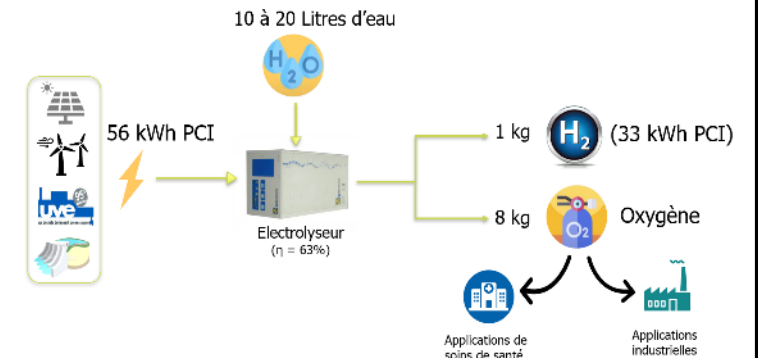 10 à 20 Litres d'eau
H2O
56 kWh PCI
uve
Electrolyseur
(η = 63%)
1 kg
H2
(33 kWh PCI)
8 kg
O2
Oxygène
Applications de
soins de santé
Applications
industrielles